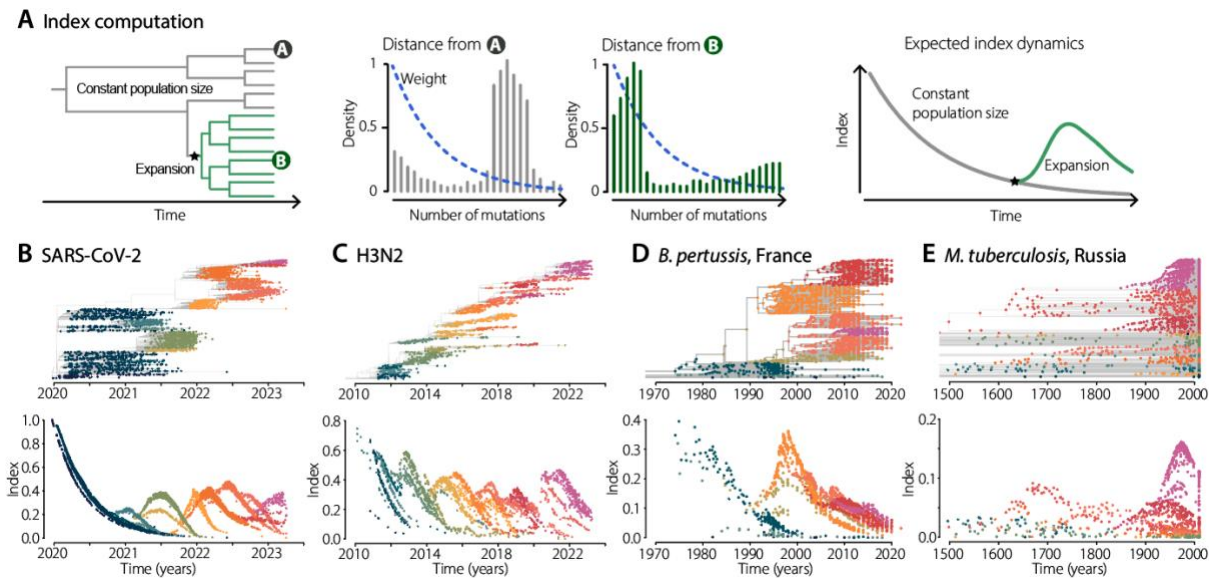 A Index computation
Constant population size
A
Expansion
B
Time
Distance from A
Weight
1
0.5
0
Density
Number of mutations
Distance from B
1
0.5
0
Density
Number of mutations
Expected index dynamics
Constant
population size
Expansion
Index
Time
B SARS-CoV-2
2020 2021 2022 2023
1.0
0.8
0.6
0.4
0.2
0.0
Index
2020 2021 2022 2023
Time (years)
C H3N2
2010 2014 2018 2022
0.8
0.6
0.4
0.2
0.0
Index
2010 2014 2018 2022
Time (years)
D B. pertussis, France
1970 1980 1990 2000 2010 2020
0.4
0.3
0.2
0.1
0.0
Index
1970 1980 1990 2000 2010 2020
Time (years)
E M. tuberculosis, Russia
1500 1600 1700 1800 1900 2000
0.2
0.1
0.0
Index
1500 1600 1700 1800 1900 2000
Time (years)